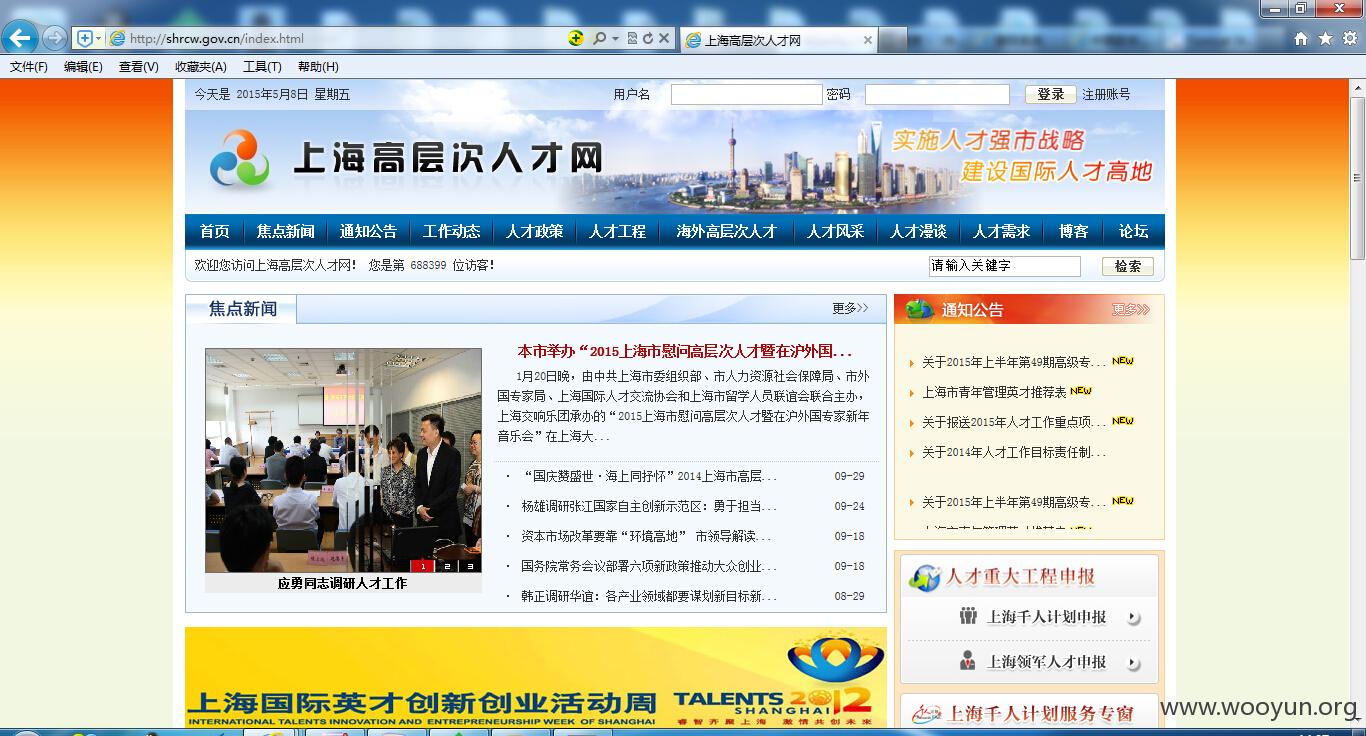 http://shrcw.gov.cn/index.html
上海高层次人才网
文件(F) 编辑(E) 查看(V) 收藏夹(A) 工具(T) 帮助(H)
今天是 2015年5月8日 星期五
用户名 密码 登录 注册账号
上海高层次人才网
实施人才强市战略
建设国际人才高地
首页 焦点新闻 通知公告 工作动态 人才政策 人才工程 海外高层次人才 人才风采 人才漫谈 人才需求 博客 论坛
欢迎您访问上海高层次人才网! 您是第 688399 位访客!
请输入关键字 检索
焦点新闻 更多>>
本市举办“2015上海市慰问高层次人才暨在沪外国...
1月20日晚，由中共上海市委组织部、市人力资源社会保障局、市外
国专家局、上海国际人才交流协会和上海市留学人员联谊会联合主办，
上海交响乐团承办的“2015上海市慰问高层次人才暨在沪外国专家新年
音乐会”在上海大...
· “国庆赞盛世·海上同抒怀”2014上海市高层... 09-29
· 杨雄调研张江国家自主创新示范区：勇于担当... 09-24
· 资本市场改革要靠“环境高地” 市领导解读... 09-18
· 国务院常务会议部署六项新政策推动大众创业... 09-18
· 韩正调研华谊：各产业领域都要谋划新目标新... 08-29
1 2 3
应勇同志调研人才工作
通知公告 更多>>
关于2015年上半年第49期高级专... NEW
上海市青年管理英才推荐表 NEW
关于报送2015年人才工作重点项... NEW
关于2014年人才工作目标责任制...
关于2015年上半年第49期高级专... NEW
上海市青年管理英才推荐表 NEW
人才重大工程申报
上海千人计划申报
上海领军人才申报
上海千人计划服务专窗
上海国际英才创新创业活动周
INTERNATIONAL TALENTS INNOVATION AND ENTREPRENEURSHIP WEEK OF SHANGHAI
TALENTS 2012
SHANGHAI
睿智齐聚上海 激情共创未来
www.wooyun.org